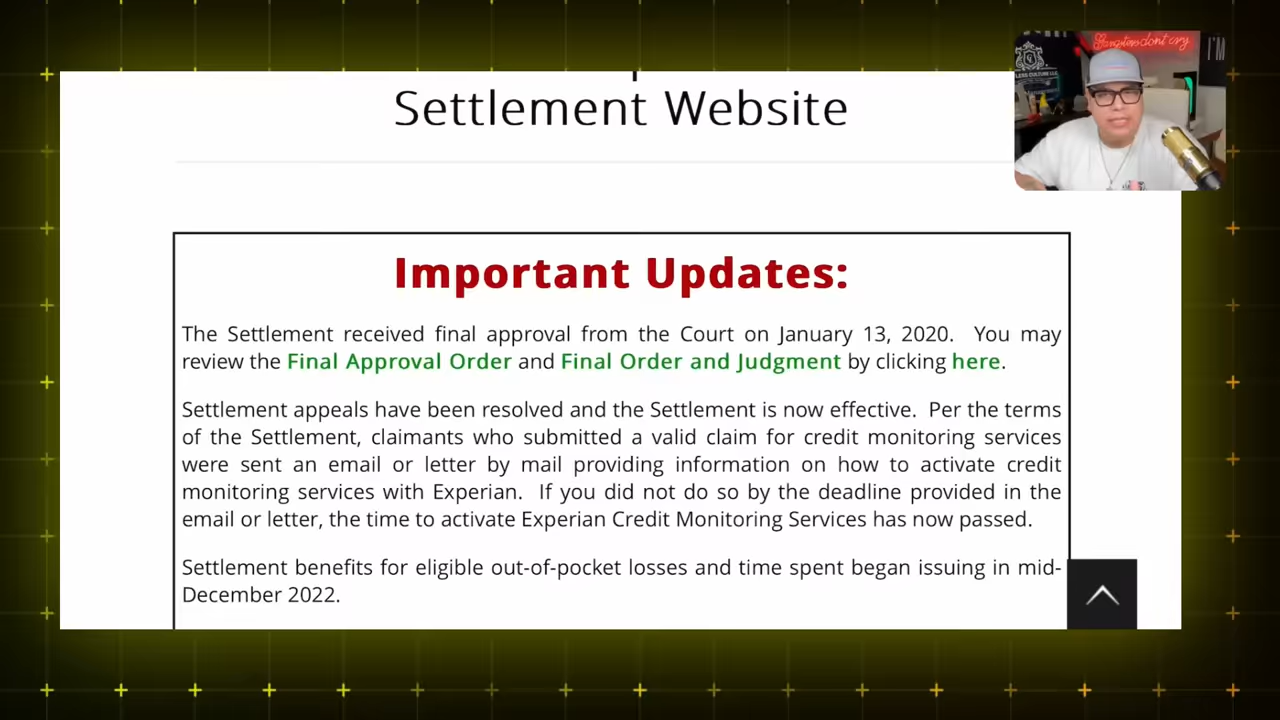 Settlement Website
Important Updates:
The Settlement received final approval from the Court on January 13, 2020. You may
review the Final Approval Order and Final Order and Judgment by clicking here.
Settlement appeals have been resolved and the Settlement is now effective. Per the terms
of the Settlement, claimants who submitted a valid claim for credit monitoring services
were sent an email or letter by mail providing information on how to activate credit
monitoring services with Experian. If you did not do so by the deadline provided in the
email or letter, the time to activate Experian Credit Monitoring Services has now passed.
Settlement benefits for eligible out-of-pocket losses and time spent began issuing in mid-
December 2022.
Gangsters dont cry
I'M